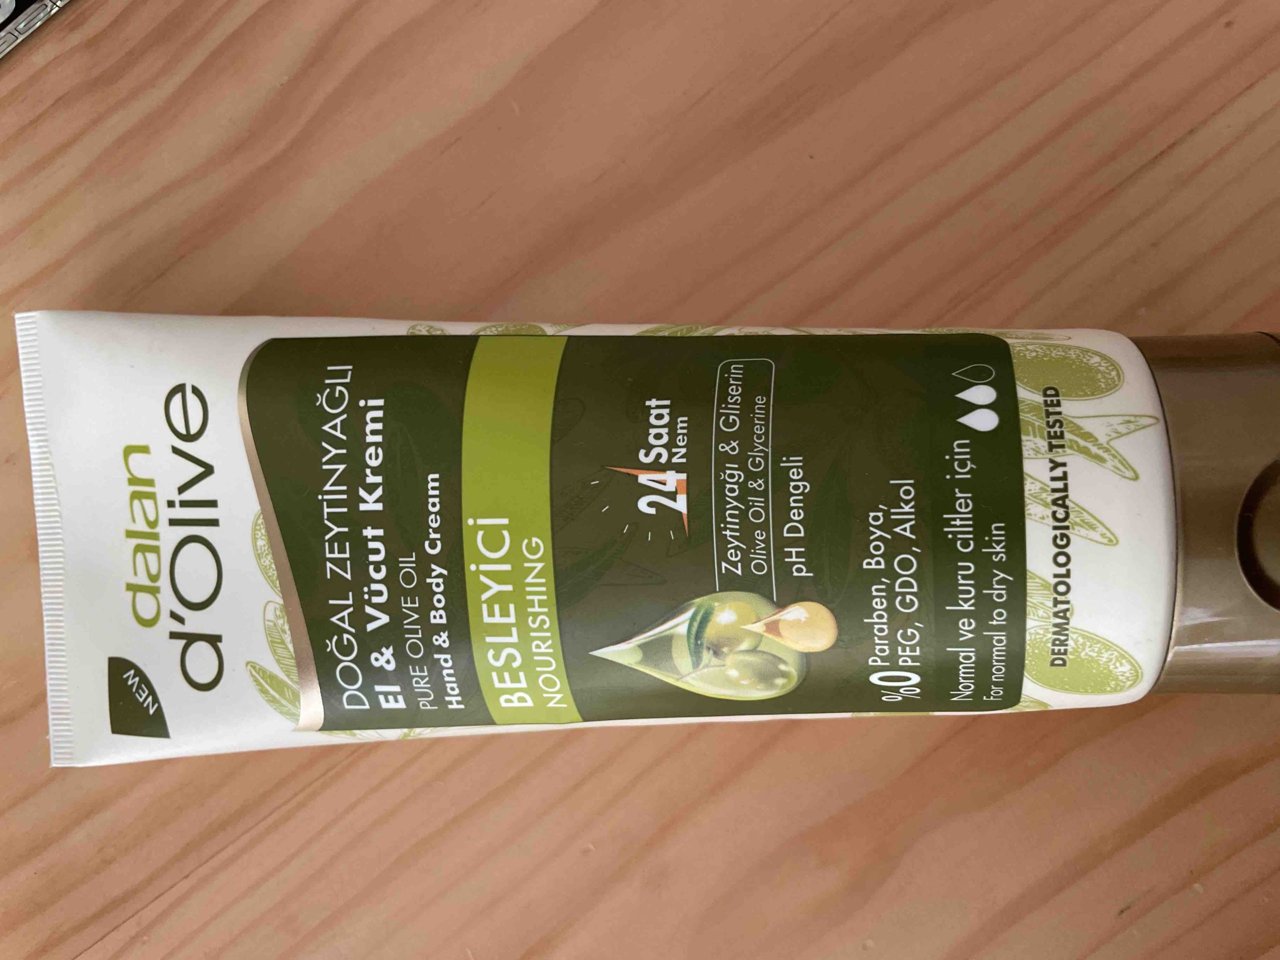 NEW
dalan
d'Olive
DOĞAL ZEYTİNYAĞLI
El & Vücut Kremi
PURE OLIVE OIL
Hand & Body Cream
BESLEYİCİ
NOURISHING
24 Saat
Nem
Zeytinyağı & Gliserin
Olive Oil & Glycerine
pH Dengeli
%0 Paraben, Boya,
PEG, GDO, Alkol
Normal ve kuru ciltler için
For normal to dry skin
DERMATOLOGICALLY TESTED